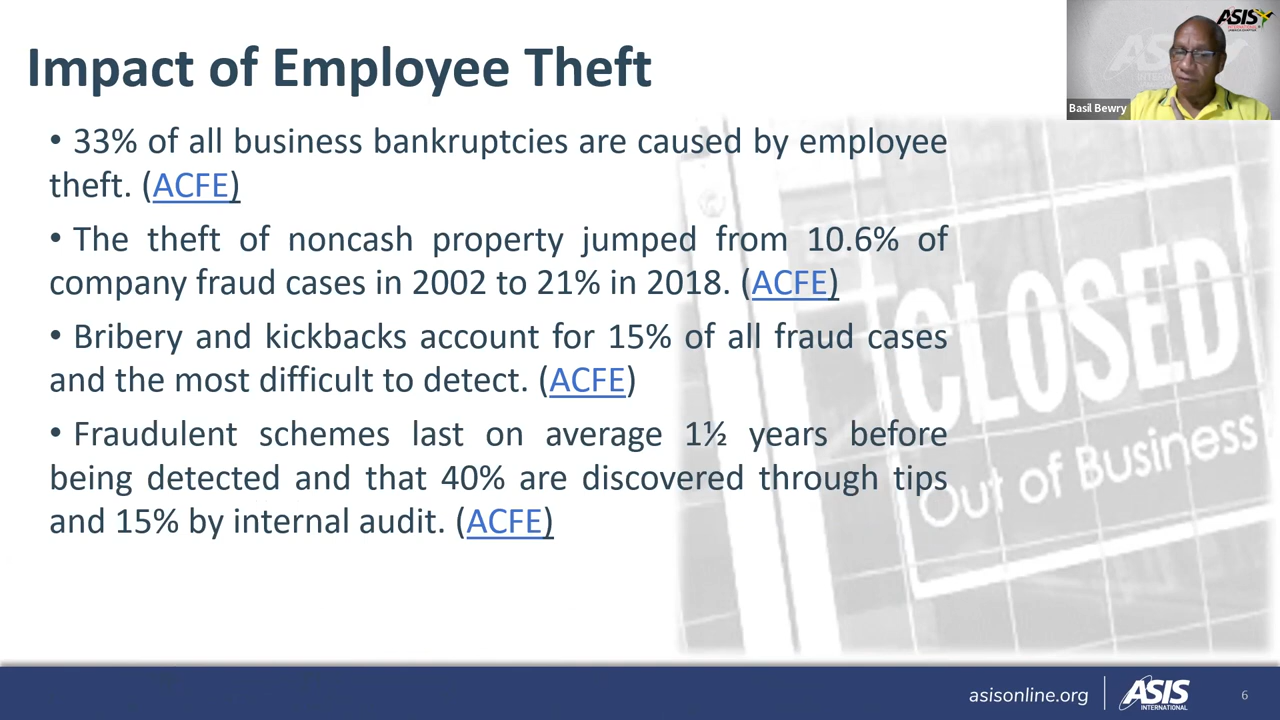 Impact of Employee Theft
• 33% of all business bankruptcies are caused by employee
theft. (ACFE)
• The theft of noncash property jumped from 10.6% of
company fraud cases in 2002 to 21% in 2018. (ACFE)
• Bribery and kickbacks account for 15% of all fraud cases
and the most difficult to detect. (ACFE)
• Fraudulent schemes last on average 1½ years before
being detected and that 40% are discovered through tips
and 15% by internal audit. (ACFE)
CLOSED
Out of Business
ASIS
Basil Bewry
asisonline.org
ASIS
INTERNATIONAL
6